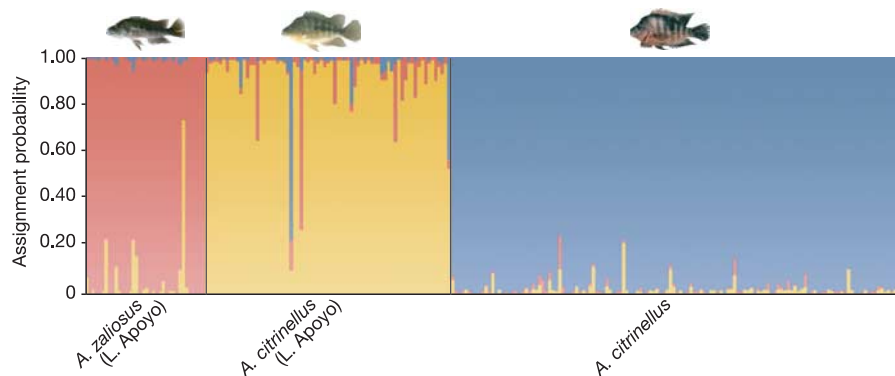 1.00
0.80
0.60
0.40
0.20
0
Assignment probability
A. zaliosus
(L. Apoyo)
A. citrinellus
(L. Apoyo)
A. citrinellus